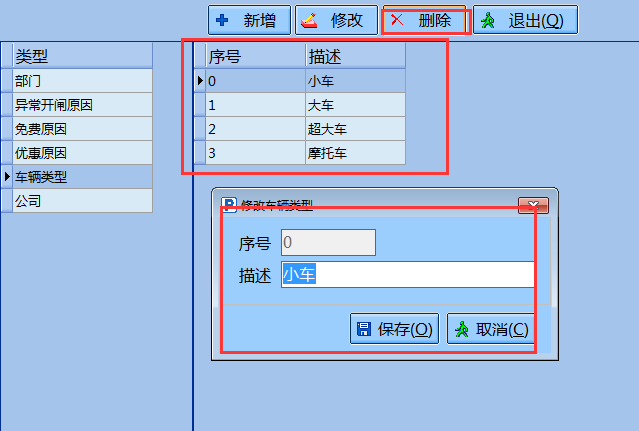 新增 修改 删除 退出(Q)
类型
部门
异常开闸原因
免费原因
优惠原因
车辆类型
公司
序号 描述
0 小车
1 大车
2 超大车
3 摩托车
修改车辆类型
序号 0
描述 小车
保存(O) 取消(C)